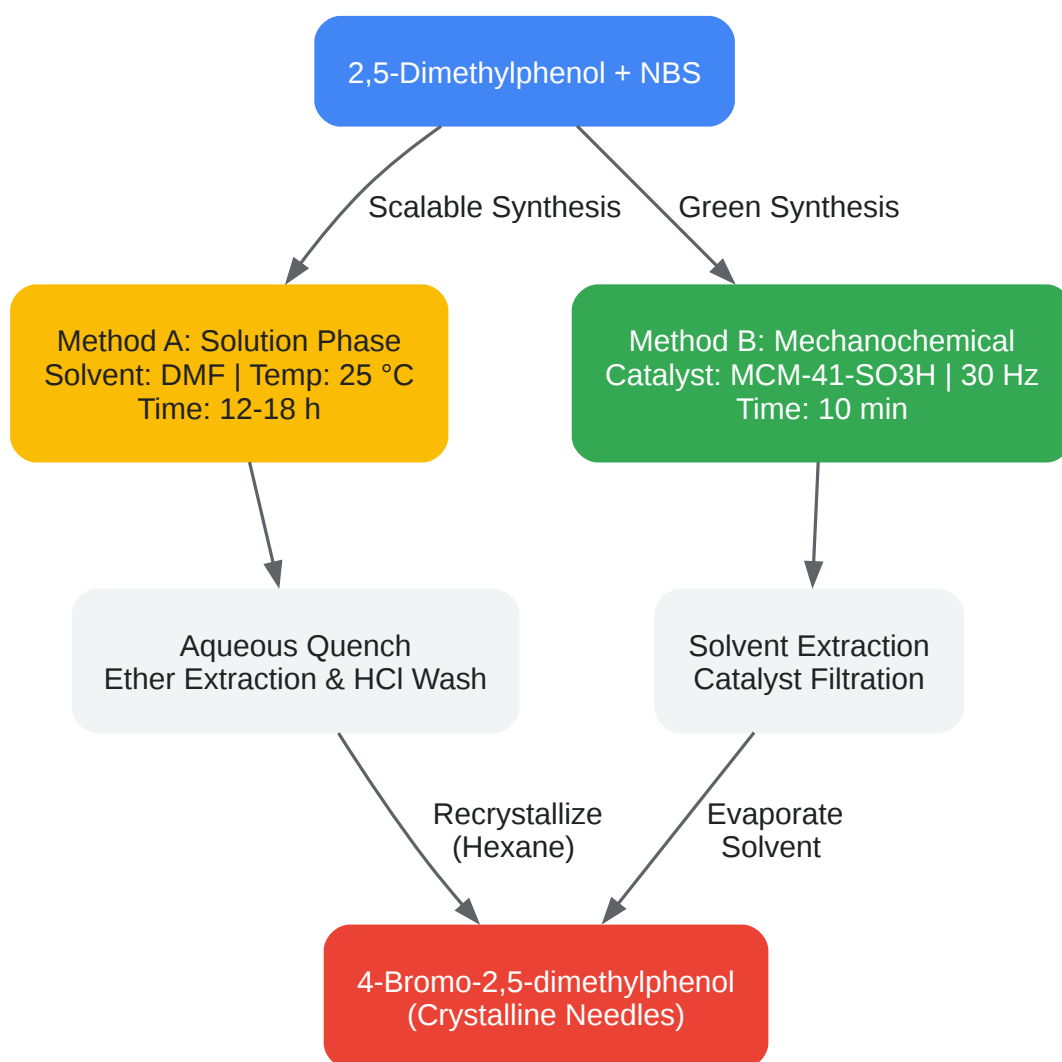 2,5-Dimethylphenol + NBS
Scalable Synthesis
Green Synthesis
Method A: Solution Phase
Solvent: DMF | Temp: 25 °C
Time: 12-18 h
Method B: Mechanochemical
Catalyst: MCM-41-SO3H | 30 Hz
Time: 10 min
Aqueous Quench
Ether Extraction & HCl Wash
Solvent Extraction
Catalyst Filtration
Recrystallize
(Hexane)
Evaporate
Solvent
4-Bromo-2,5-dimethylphenol
(Crystalline Needles)